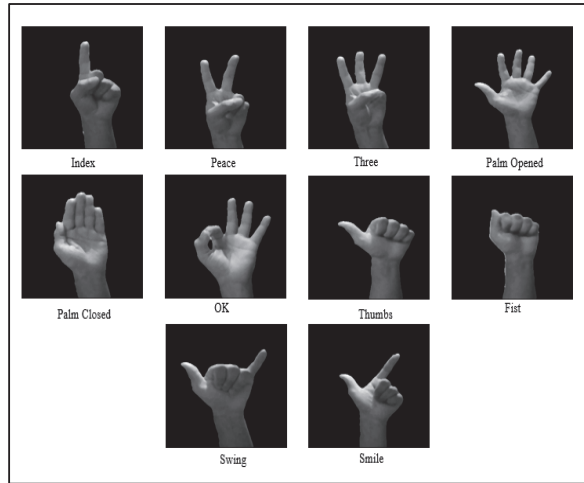 Index
Peace
Three
Palm Opened
Palm Closed
OK
Thumbs
Fist
Swing
Smile